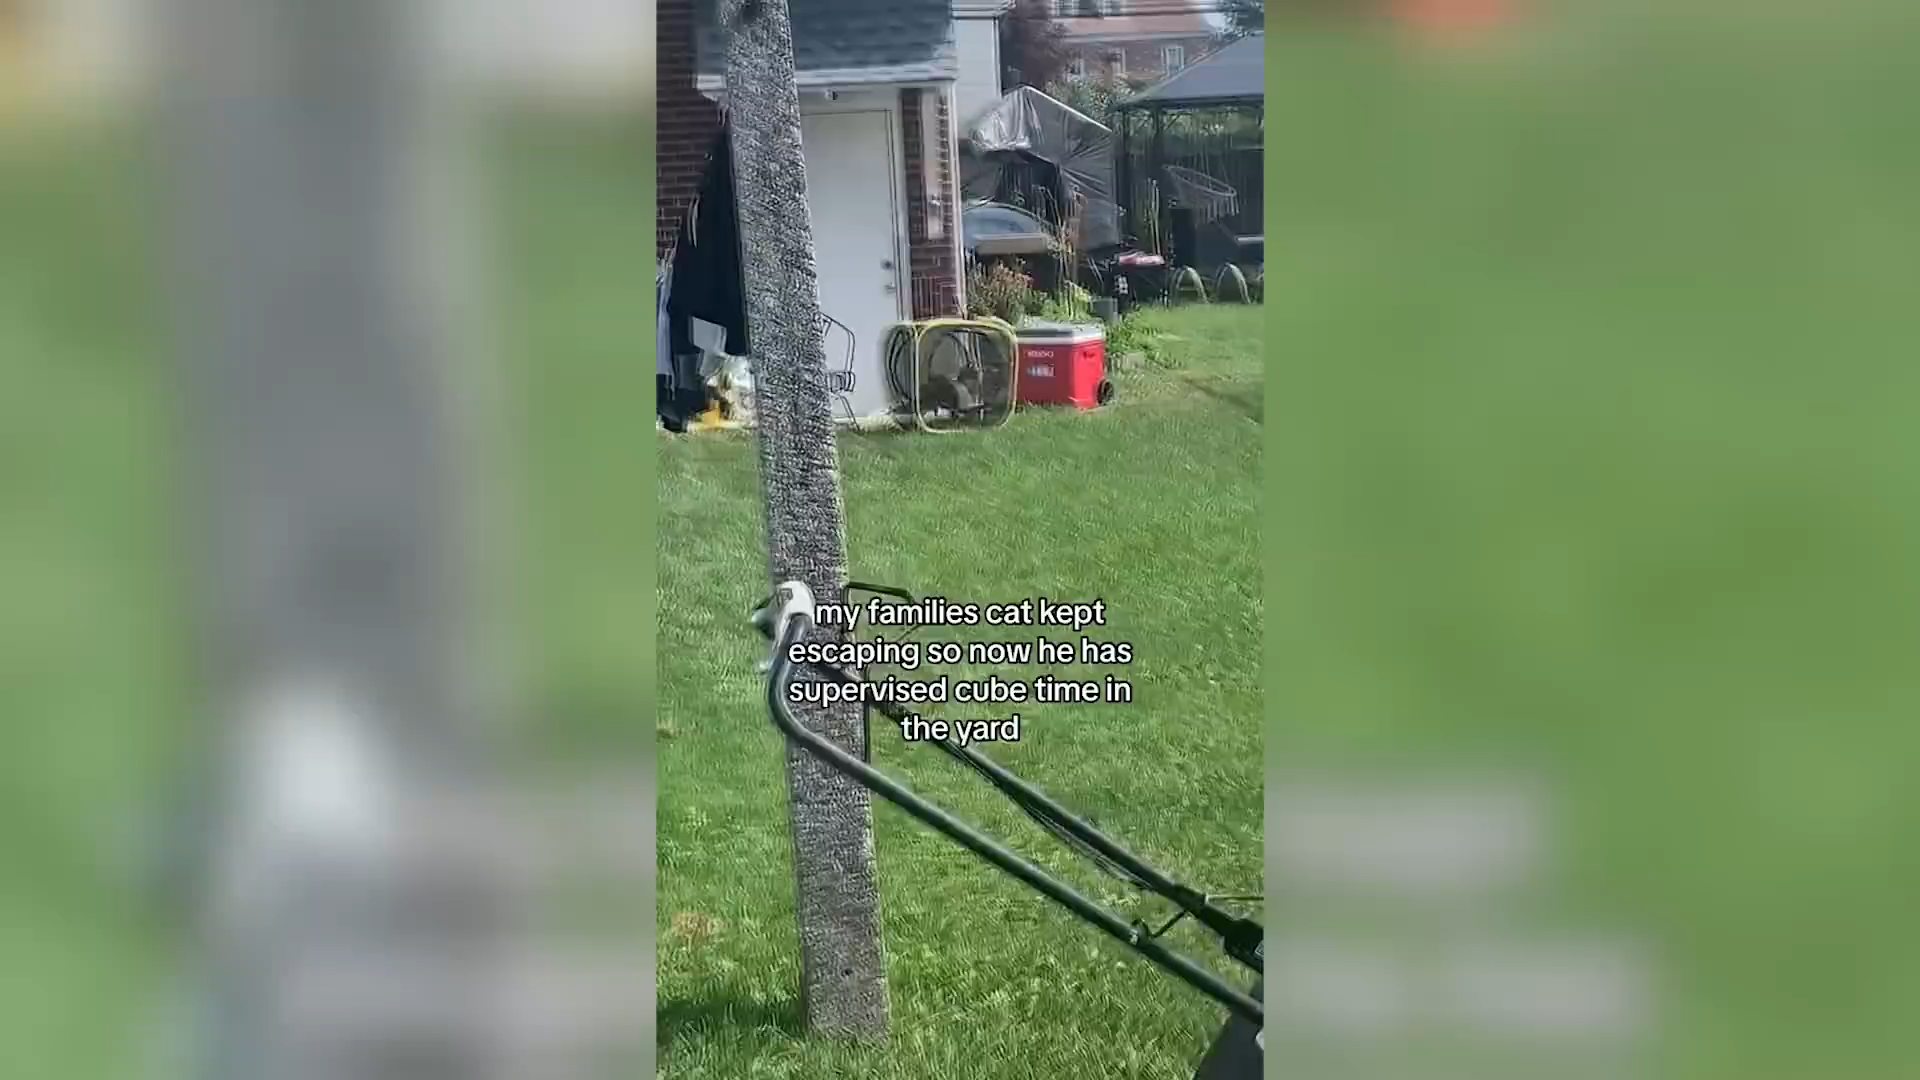 my families cat kept
escaping so now he has
supervised cube time in
the yard